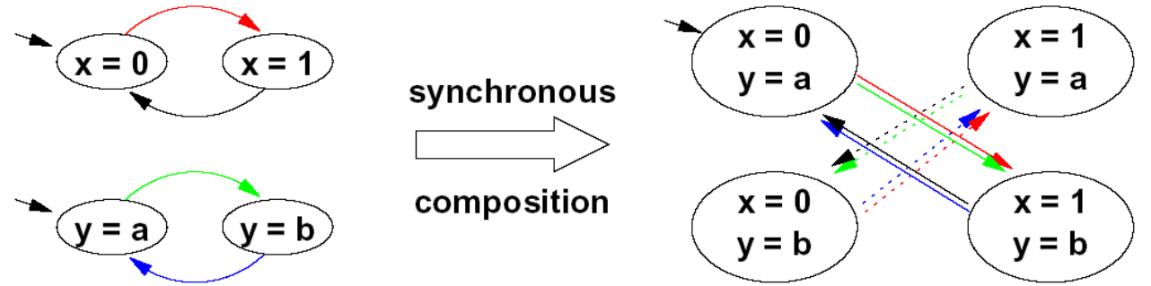 x = 0
x = 1
y = a
y = b
synchronous
composition
x = 0
y = a
x = 1
y = a
x = 0
y = b
x = 1
y = b